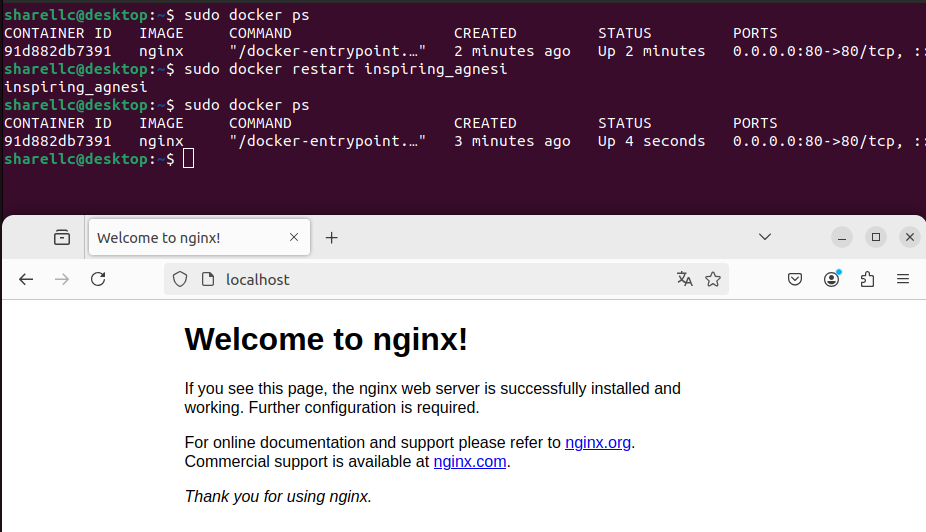 sharellc@desktop:~$ sudo docker ps
CONTAINER ID   IMAGE     COMMAND                  CREATED         STATUS         PORTS
91d882db7391   nginx     "/docker-entrypoint.…"   2 minutes ago   Up 2 minutes   0.0.0.0:80->80/tcp, ::
sharellc@desktop:~$ sudo docker restart inspiring_agnesi
inspiring_agnesi
sharellc@desktop:~$ sudo docker ps
CONTAINER ID   IMAGE     COMMAND                  CREATED         STATUS         PORTS
91d882db7391   nginx     "/docker-entrypoint.…"   3 minutes ago   Up 4 seconds   0.0.0.0:80->80/tcp, ::
sharellc@desktop:~$
Welcome to nginx!
localhost
Welcome to nginx!
If you see this page, the nginx web server is successfully installed and
working. Further configuration is required.
For online documentation and support please refer to nginx.org.
Commercial support is available at nginx.com.
Thank you for using nginx.